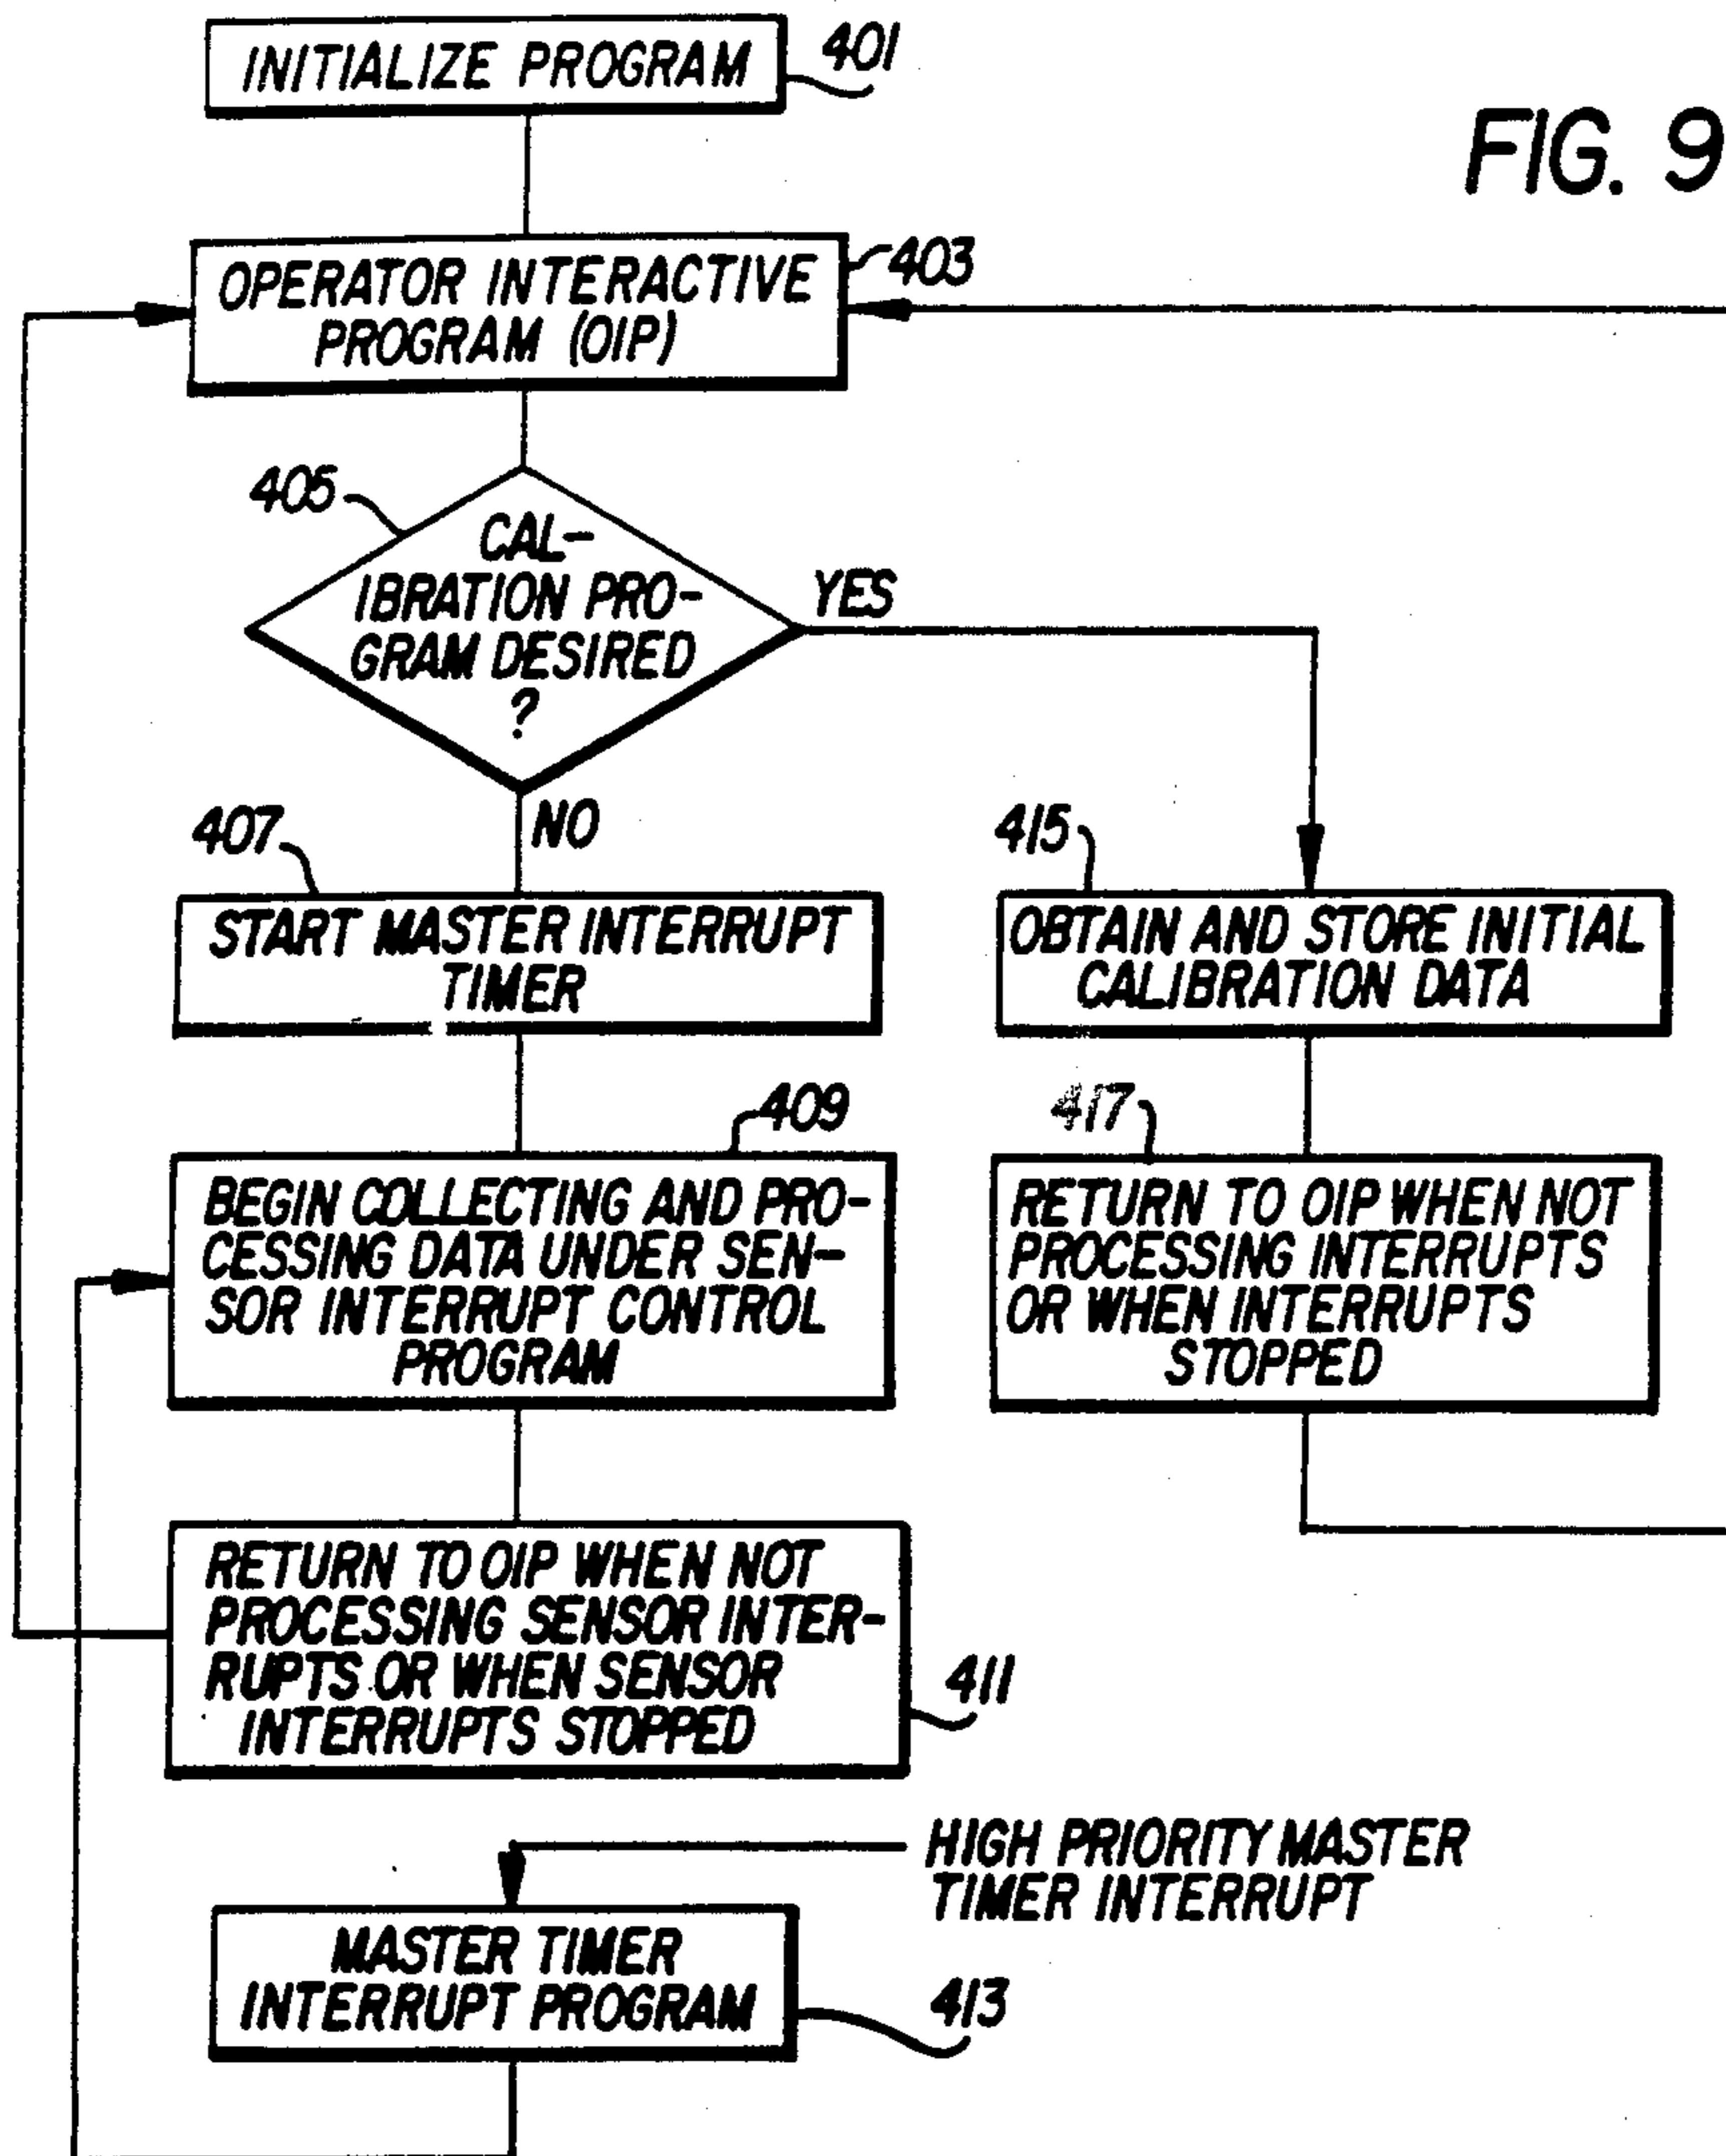 INITIALIZE PROGRAM
401
FIG. 9
OPERATOR INTERACTIVE
PROGRAM (OIP)
403
405
CAL-
IBRATION PRO-
GRAM DESIRED
?
YES
NO
407
START MASTER INTERRUPT
TIMER
415
OBTAIN AND STORE INITIAL
CALIBRATION DATA
409
BEGIN COLLECTING AND PRO-
CESSING DATA UNDER SEN-
SOR INTERRUPT CONTROL
PROGRAM
417
RETURN TO OIP WHEN NOT
PROCESSING INTERRUPTS
OR WHEN INTERRUPTS
STOPPED
RETURN TO OIP WHEN NOT
PROCESSING SENSOR INTER-
RUPTS OR WHEN SENSOR
INTERRUPTS STOPPED
411
HIGH PRIORITY MASTER
TIMER INTERRUPT
MASTER TIMER
INTERRUPT PROGRAM
413